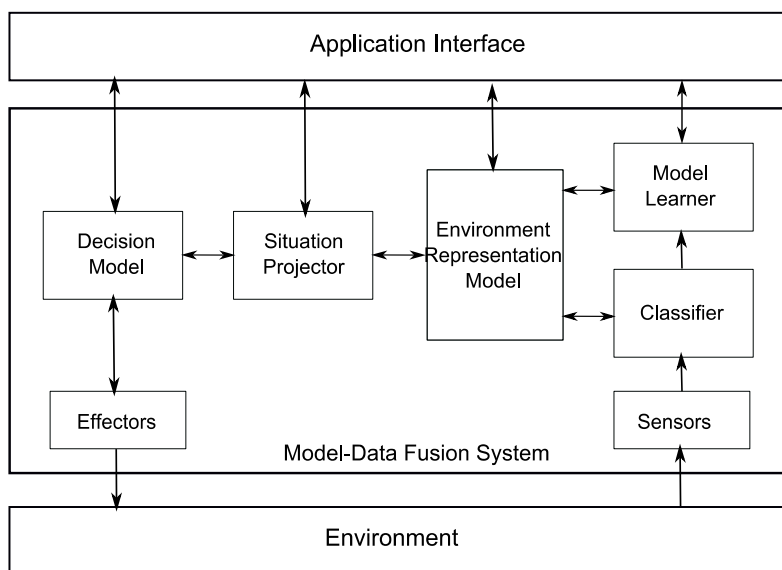 Application Interface
Model
Learner
Decision
Model
Situation
Projector
Environment
Representation
Model
Classifier
Effectors
Sensors
Model-Data Fusion System
Environment